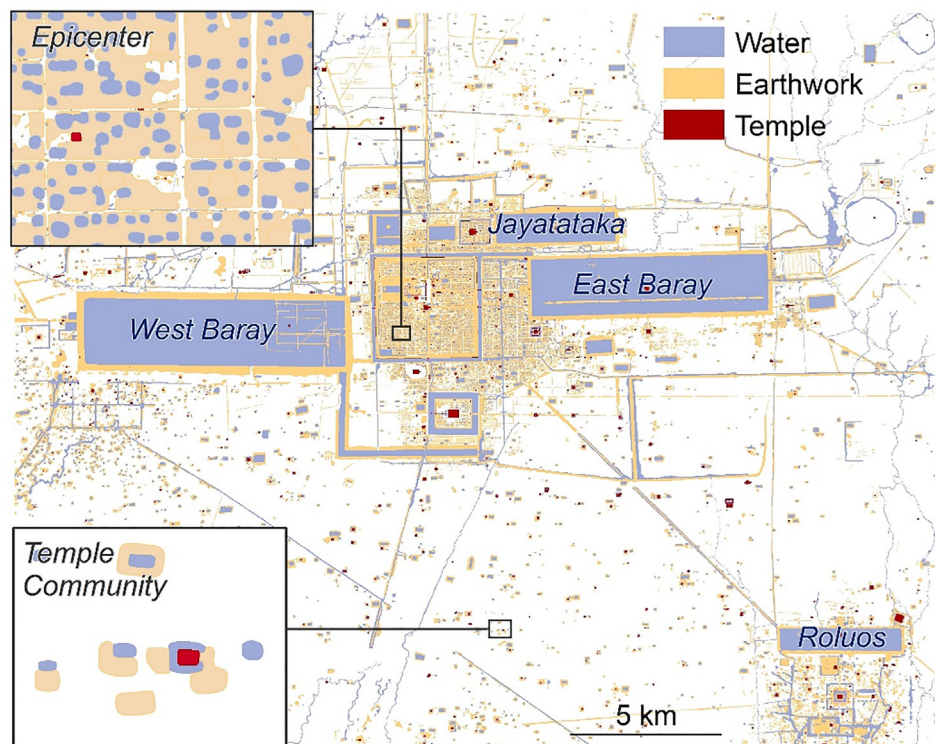 Epicenter
Water
Earthwork
Temple
Jayatataka
East Baray
West Baray
Temple
Community
Roluos
5 km